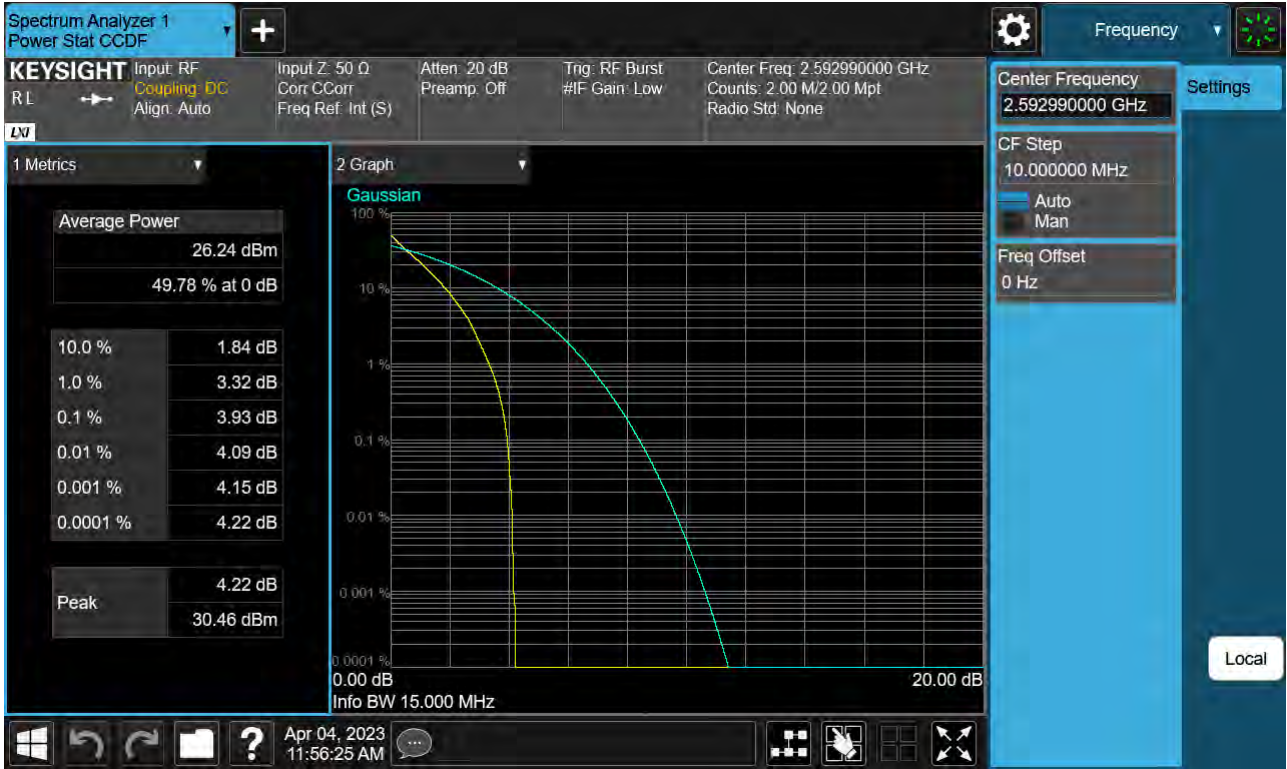 Spectrum Analyzer 1
Power Stat CCDF
Frequency
KEYSIGHT
R L
LXI
Input: RF
Coupling: DC
Align: Auto
Input Z: 50 Ω
Corr CCorr
Freq Ref: Int (S)
Atten: 20 dB
Preamp: Off
Trig: RF Burst
#IF Gain: Low
Center Freq: 2.592990000 GHz
Counts: 2.00 M/2.00 Mpt
Radio Std: None
Center Frequency
2.592990000 GHz
Settings
CF Step
10.000000 MHz
Auto
Man
Freq Offset
0 Hz
1 Metrics
Average Power
26.24 dBm
49.78 % at 0 dB
10.0 % 1.84 dB
1.0 % 3.32 dB
0.1 % 3.93 dB
0.01 % 4.09 dB
0.001 % 4.15 dB
0.0001 % 4.22 dB
Peak 4.22 dB
30.46 dBm
2 Graph
Gaussian
100 %
10 %
1 %
0.1 %
0.01 %
0.001 %
0.0001 %
0.00 dB 20.00 dB
Info BW 15.000 MHz
Local
?
Apr 04, 2023
11:56:25 AM